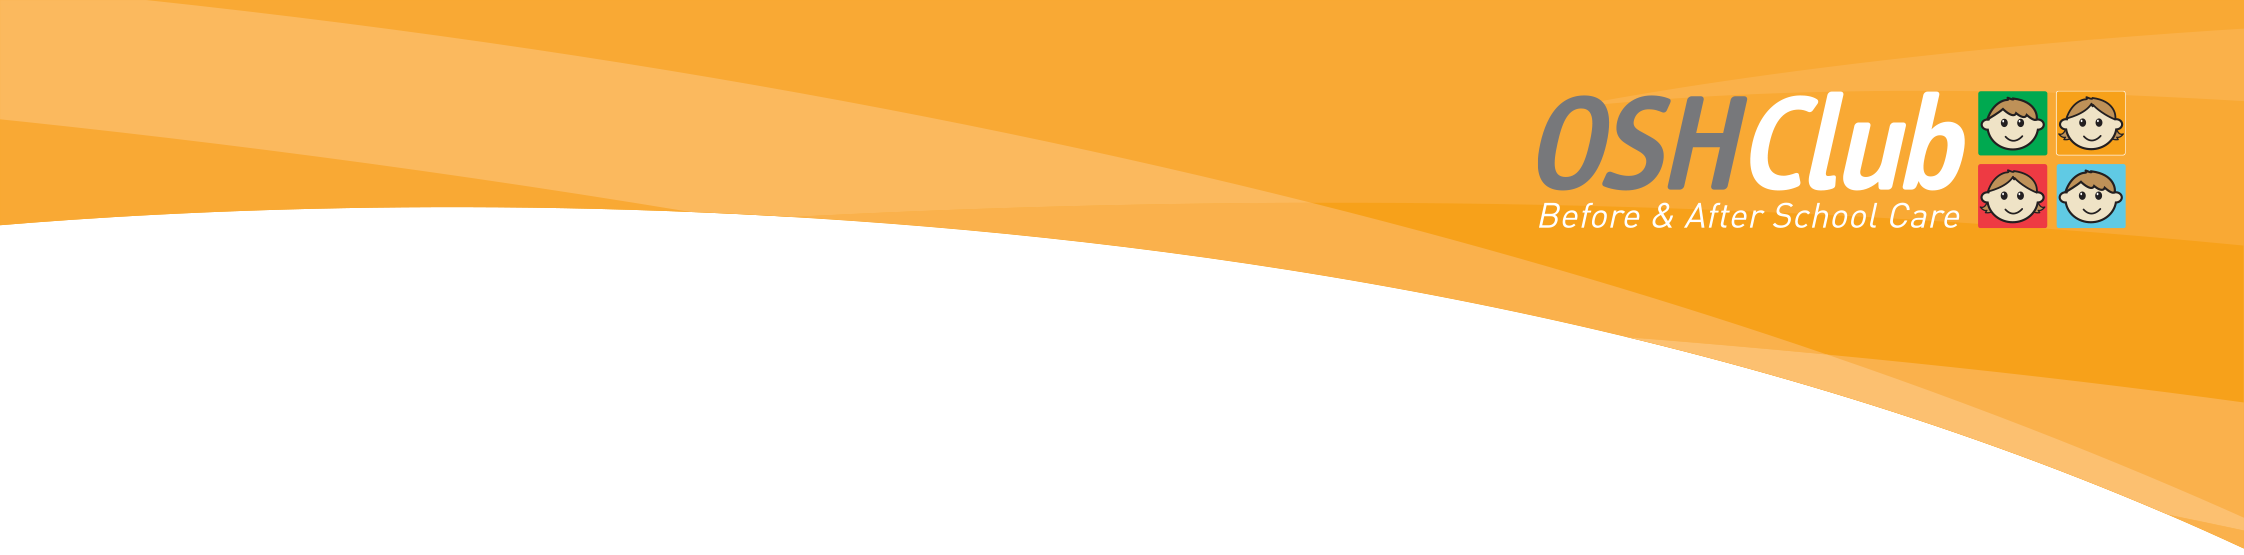 OSHClub
Before & After School Care